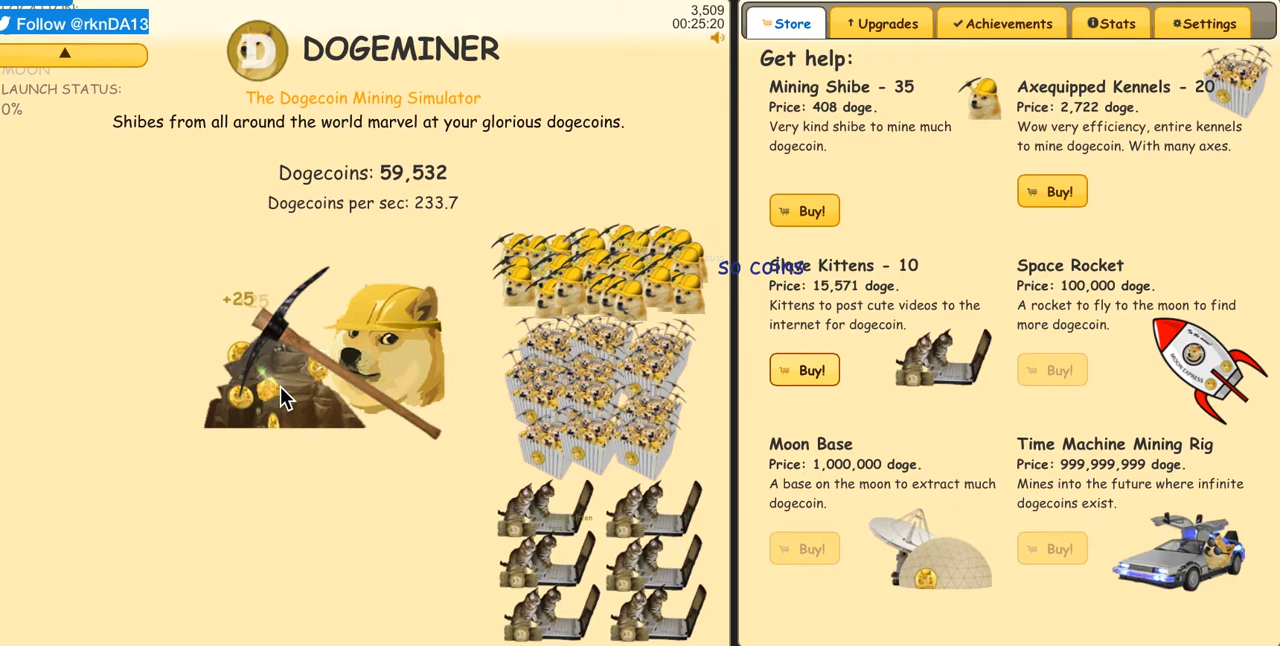 Follow @rknDA13
MOON
LAUNCH STATUS:
0%
DOGEMINER
The Dogecoin Mining Simulator
Shibes from all around the world marvel at your glorious dogecoins.
Dogecoins: 59,532
Dogecoins per sec: 233.7
+25
3,509
00:25:20
so coins
Store
Upgrades
Achievements
Stats
Settings
Get help:
Mining Shibe - 35
Price: 408 doge.
Very kind shibe to mine much
dogecoin.
Buy!
Axequipped Kennels - 20
Price: 2,722 doge.
Wow very efficiency, entire kennels
to mine dogecoin. With many axes.
Buy!
Kittens - 10
Price: 15,571 doge.
Kittens to post cute videos to the
internet for dogecoin.
Buy!
Space Rocket
Price: 100,000 doge.
A rocket to fly to the moon to find
more dogecoin.
Buy!
MOON EXPRESS
Moon Base
Price: 1,000,000 doge.
A base on the moon to extract much
dogecoin.
Buy!
Time Machine Mining Rig
Price: 999,999,999 doge.
Mines into the future where infinite
dogecoins exist.
Buy!